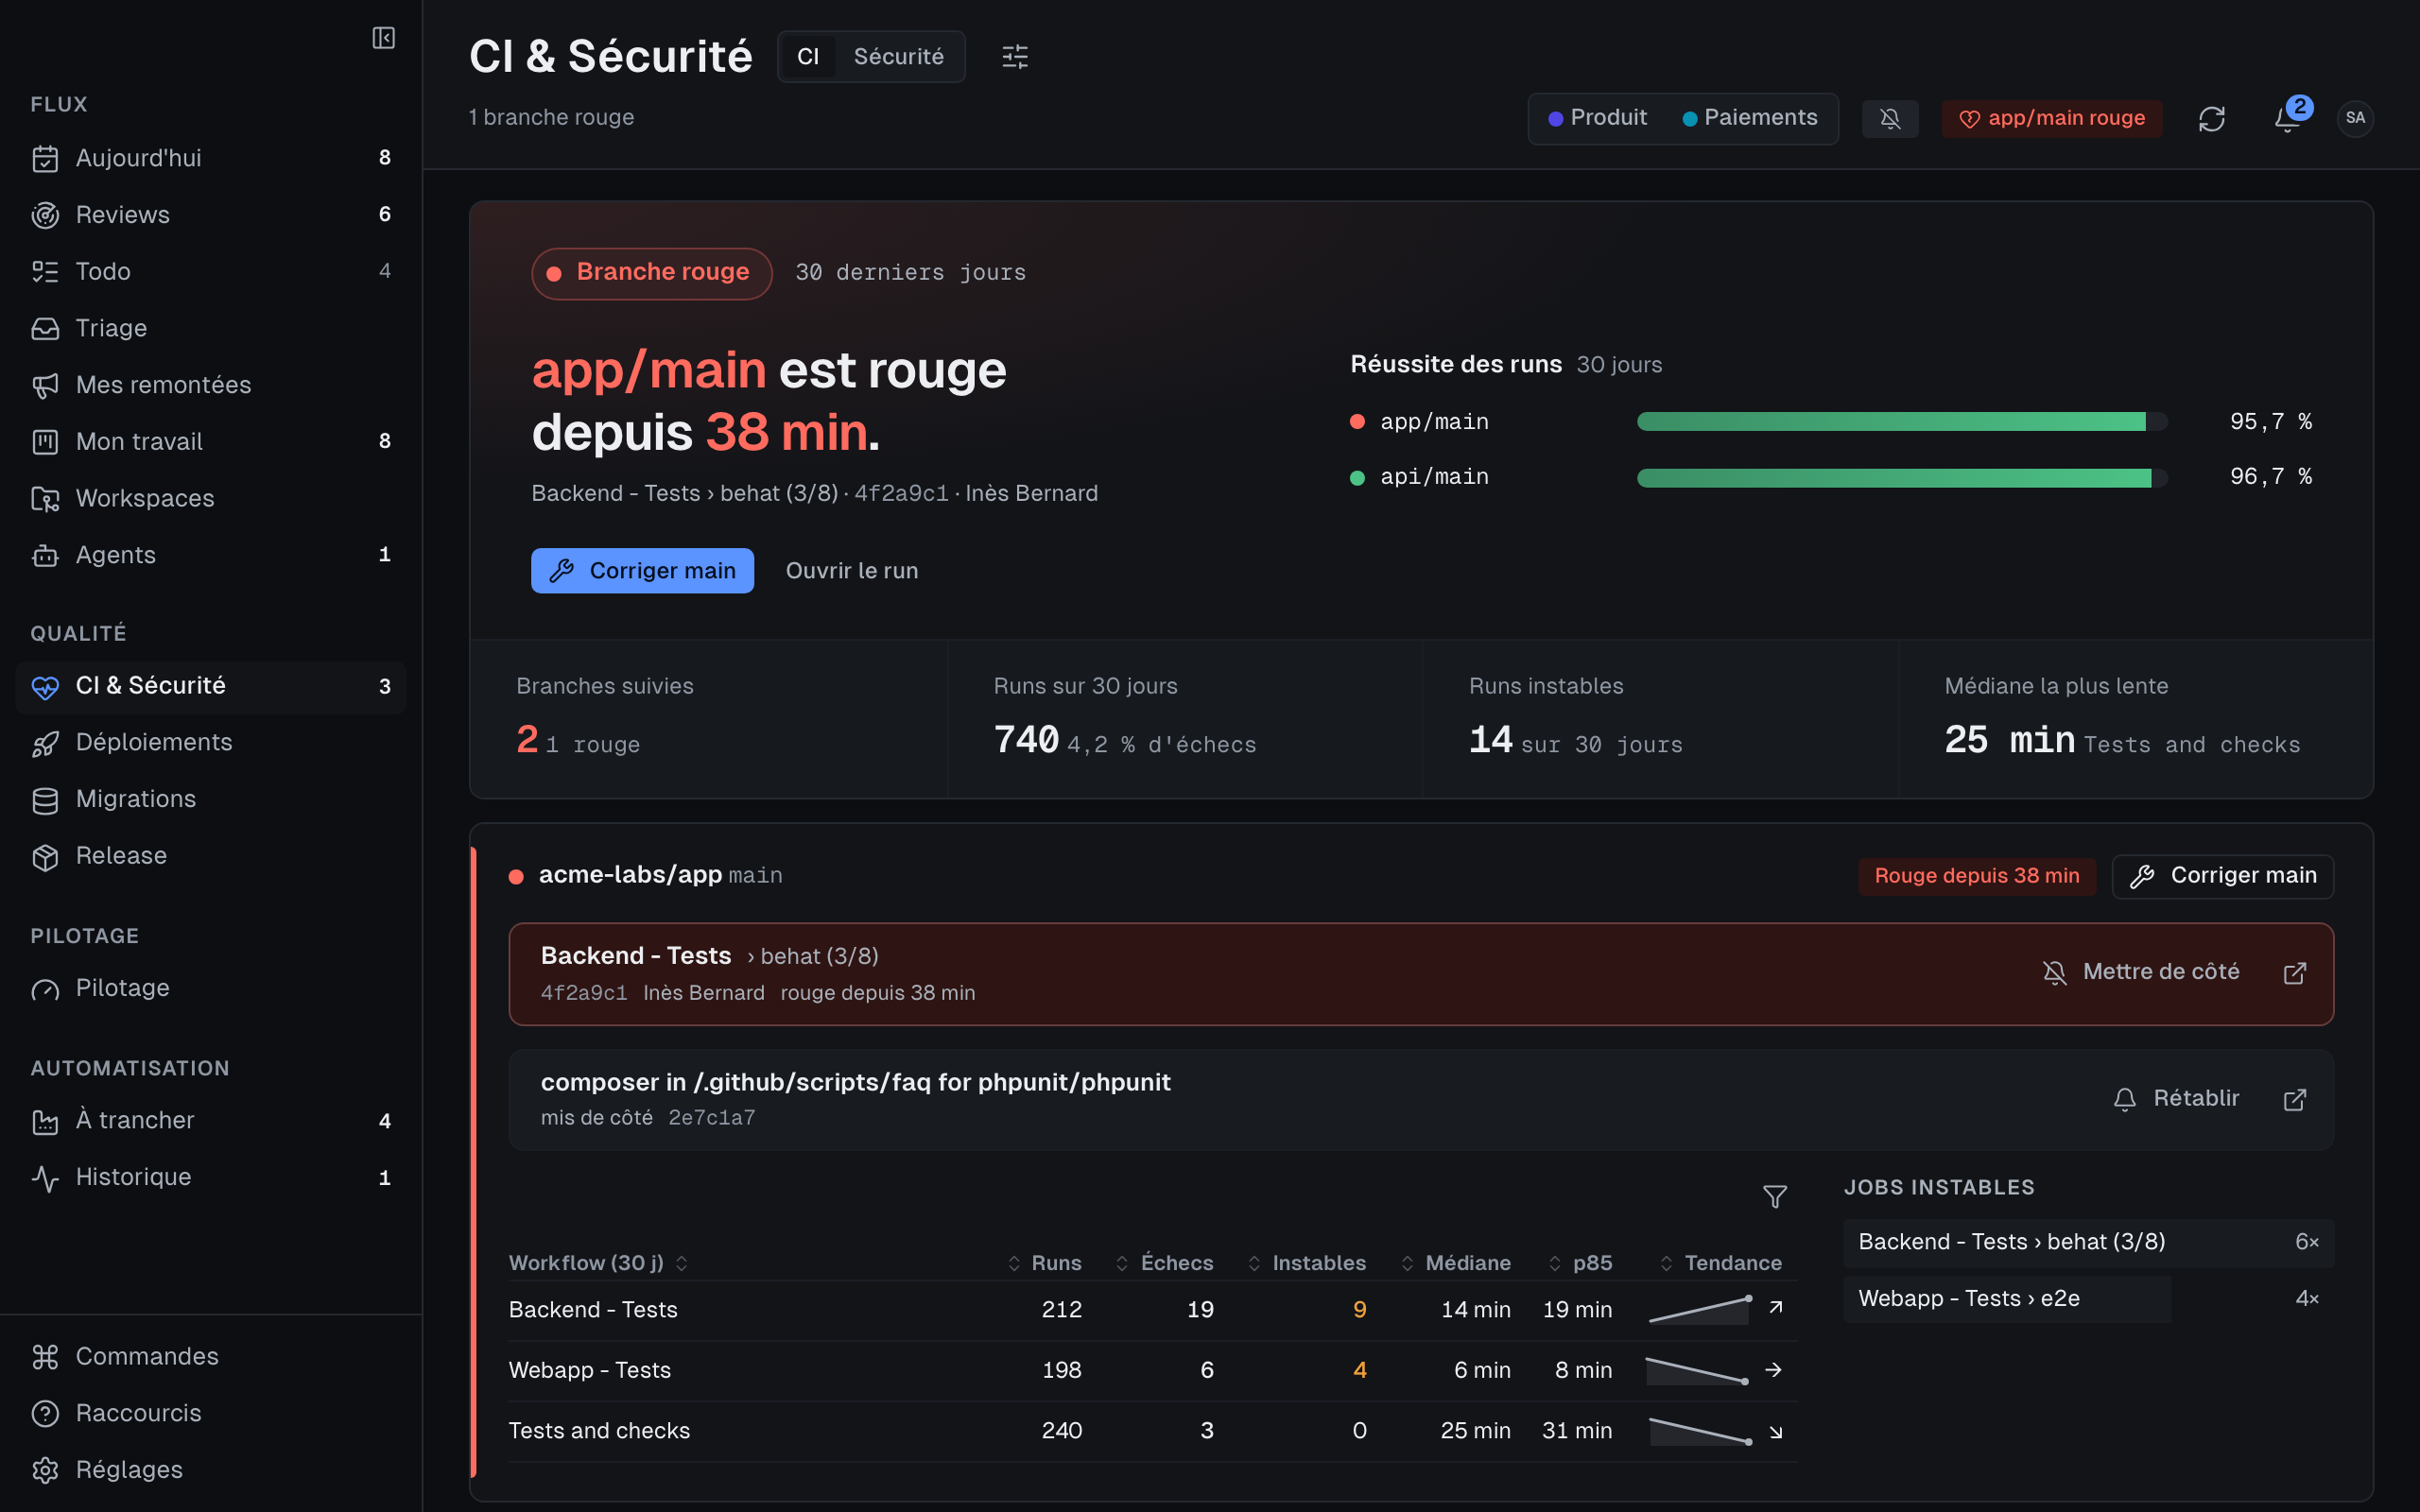 FLUX
Aujourd'hui 8
Reviews 6
Todo 4
Triage
Mes remontées
Mon travail 8
Workspaces
Agents 1
QUALITÉ
CI & Sécurité 3
Déploiements
Migrations
Release
PILOTAGE
Pilotage
AUTOMATISATION
À trancher 4
Historique 1
Commandes
Raccourcis
Réglages
CI & Sécurité CI Sécurité
1 branche rouge
Produit Paiements app/main rouge 2 SA
Branche rouge 30 derniers jours
app/main est rouge
depuis 38 min.
Backend - Tests › behat (3/8) · 4f2a9c1 · Inès Bernard
Corriger main Ouvrir le run
Réussite des runs 30 jours
app/main 95,7 %
api/main 96,7 %
Branches suivies
2 1 rouge
Runs sur 30 jours
740 4,2 % d'échecs
Runs instables
14 sur 30 jours
Médiane la plus lente
25 min Tests and checks
acme-labs/app main Rouge depuis 38 min Corriger main
Backend - Tests › behat (3/8)
4f2a9c1 Inès Bernard rouge depuis 38 min
Mettre de côté
composer in /.github/scripts/faq for phpunit/phpunit
mis de côté 2e7c1a7
Rétablir
Workflow (30 j) Runs Échecs Instables Médiane p85 Tendance
Backend - Tests 212 19 9 14 min 19 min ↗
Webapp - Tests 198 6 4 6 min 8 min →
Tests and checks 240 3 0 25 min 31 min ↘
JOBS INSTABLES
Backend - Tests › behat (3/8) 6×
Webapp - Tests › e2e 4×